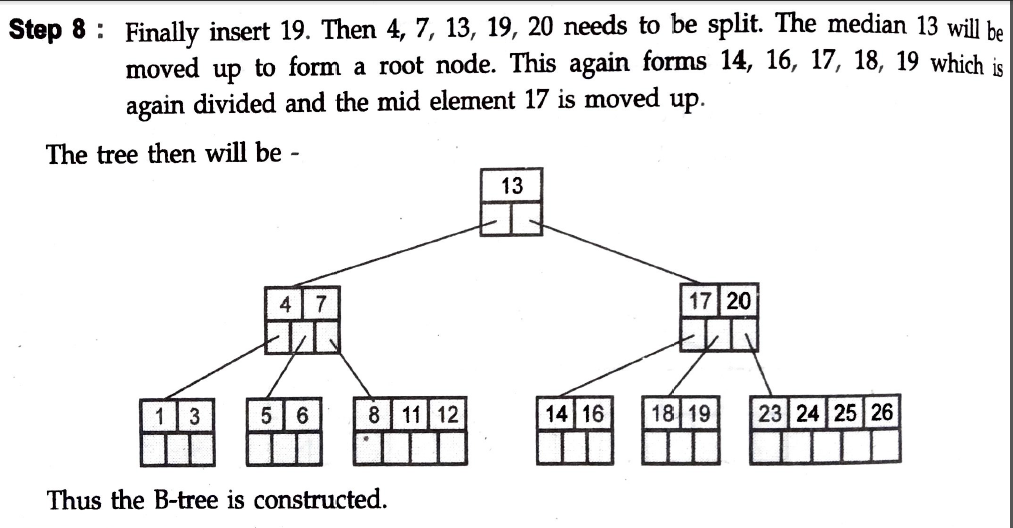 Step 8 : Finally insert 19. Then 4, 7, 13, 19, 20 needs to be split. The median 13 will be
moved up to form a root node. This again forms 14, 16, 17, 18, 19 which is
again divided and the mid element 17 is moved up.
The tree then will be -
13
4 7
17 20
1 3
5 6
8 11 12
14 16
18 19
23 24 25 26
Thus the B-tree is constructed.